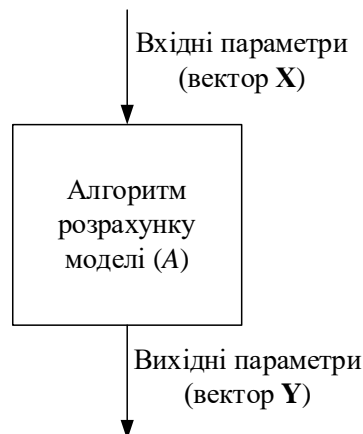 Вхідні параметри
(вектор X)
Алгоритм
розрахунку
моделі (A)
Вихідні параметри
(вектор Y)